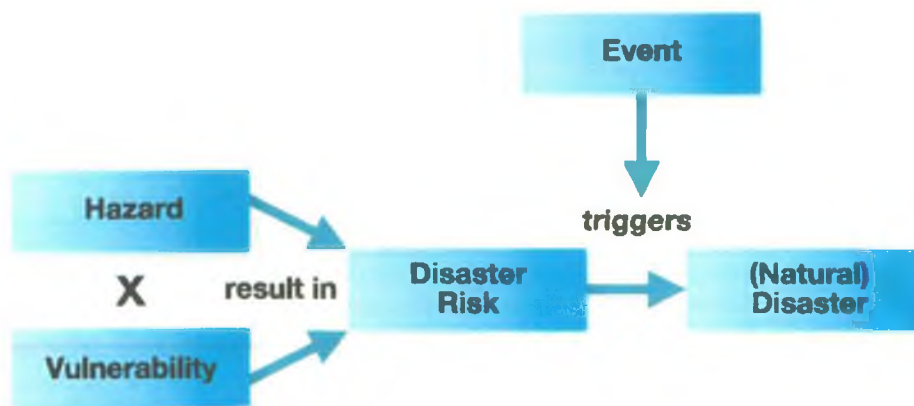 Event
Hazard
triggers
X
result in
Disaster
Risk
(Natural)
Disaster
Vulnerability